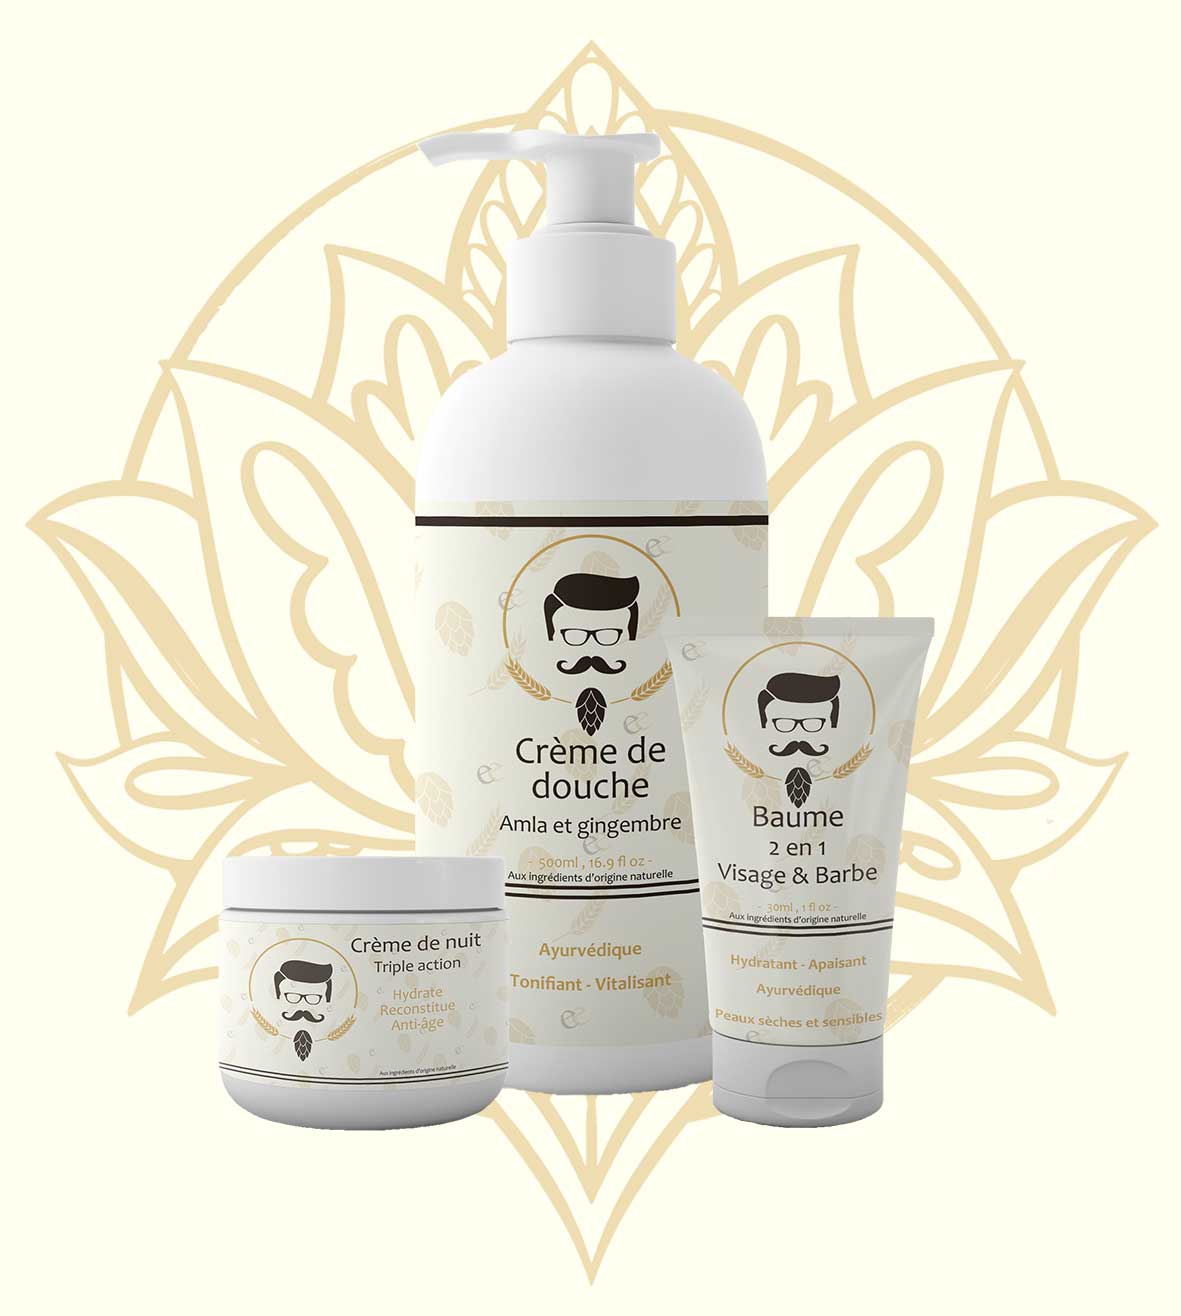 Crème de
douche
Amla et gingembre
- 500ml , 16.9 fl oz -
Aux ingrédients d'origine naturelle
Ayurvédique
Tonifiant - Vitalisant
Baume
2 en 1
Visage & Barbe
- 30ml , 1 fl oz -
Aux ingrédients d'origine naturelle
Hydratant - Apaisant
Ayurvédique
Peaux sèches et sensibles
Crème de nuit
Triple action
Hydrate
Reconstitue
Anti-âge
Aux ingrédients d'origine naturelle